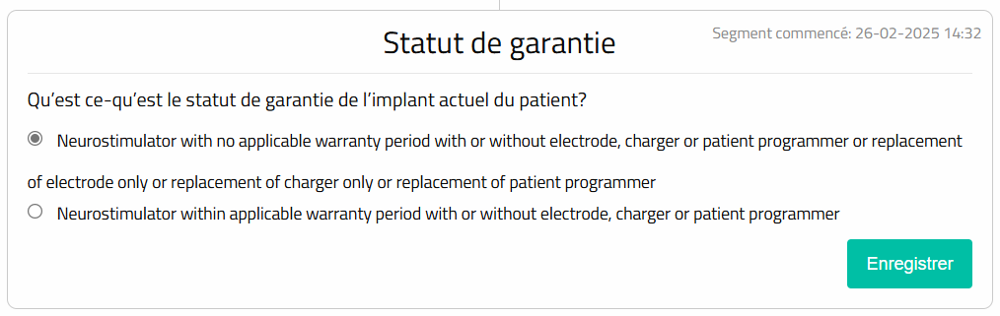 Statut de garantie
Segment commencé: 26-02-2025 14:32
Qu’est ce-qu’est le statut de garantie de l’implant actuel du patient?
Neurostimulator with no applicable warranty period with or without electrode, charger or patient programmer or replacement
of electrode only or replacement of charger only or replacement of patient programmer
Neurostimulator within applicable warranty period with or without electrode, charger or patient programmer
Enregistrer